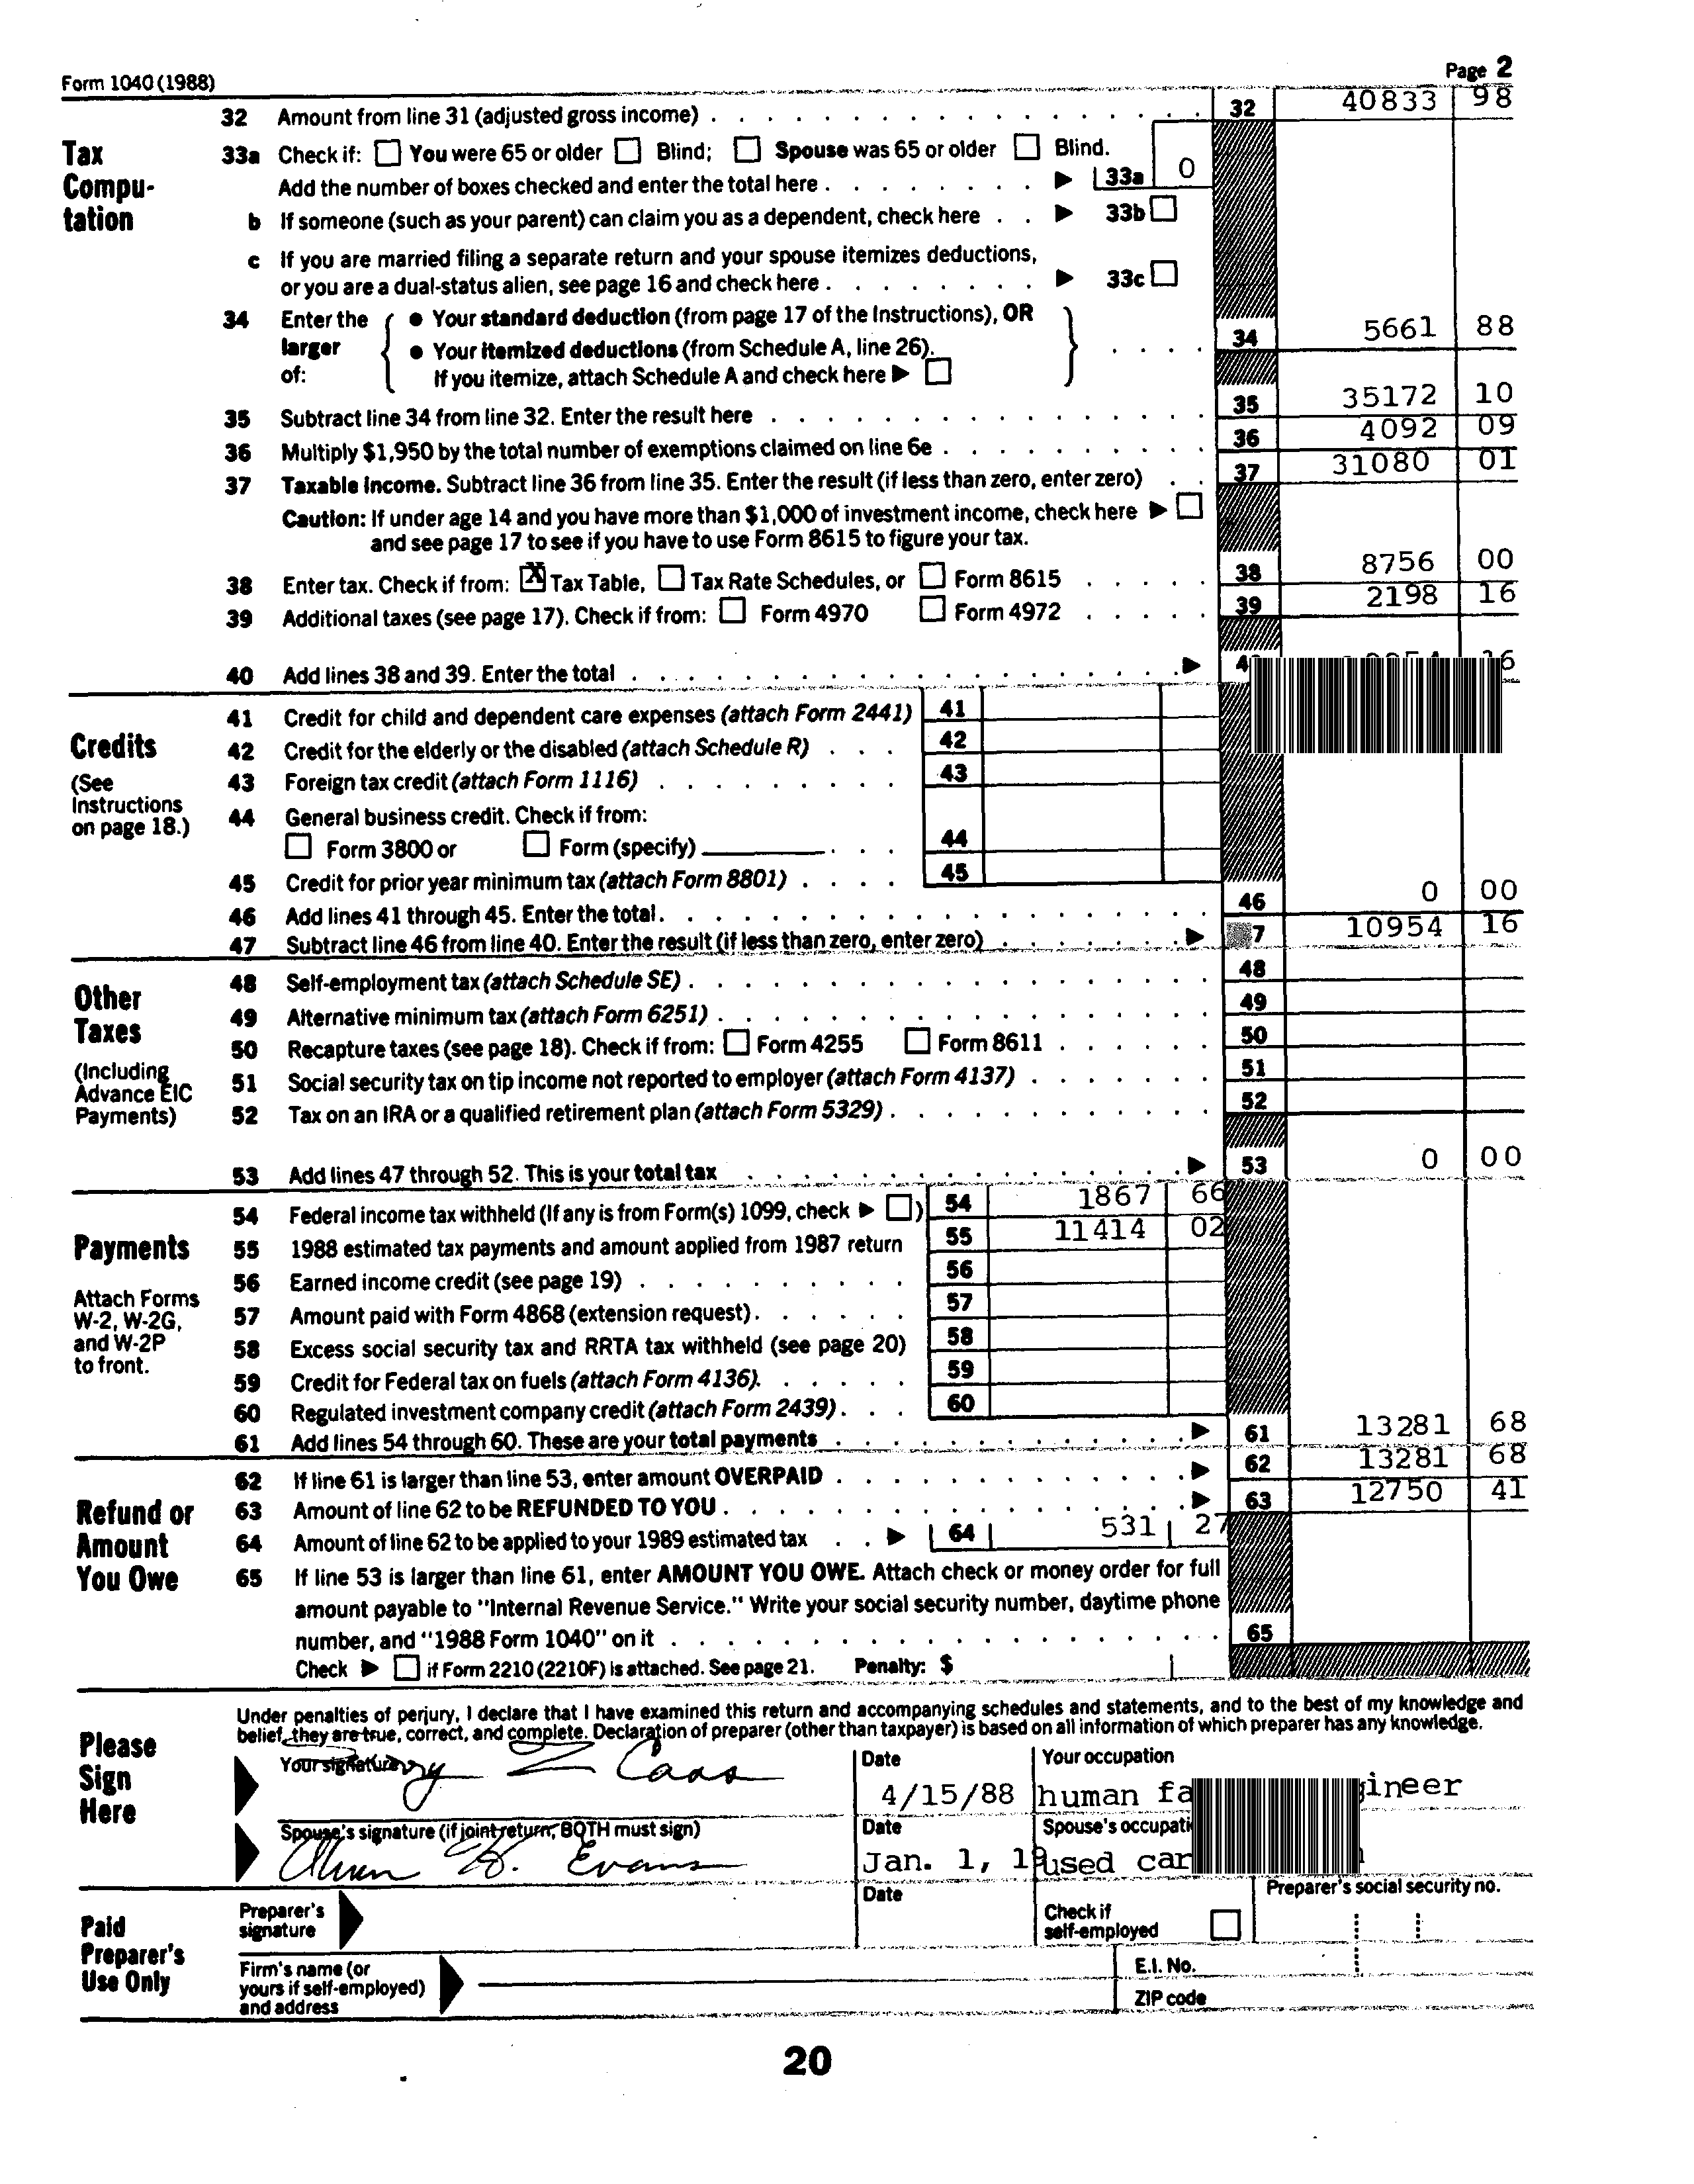 Form 1040 (1988)
Page 2
32 Amount from line 31 (adjusted gross income) . . . 32 40833 98
Tax Compu-tation
33a Check if: You were 65 or older Blind; Spouse was 65 or older Blind.
Add the number of boxes checked and enter the total here . . . 33a 0
b If someone (such as your parent) can claim you as a dependent, check here . . 33b
c If you are married filing a separate return and your spouse itemizes deductions,
or you are a dual-status alien, see page 16 and check here . . . 33c
34 Enter the larger of:
• Your standard deduction (from page 17 of the Instructions), OR
• Your itemized deductions (from Schedule A, line 26).
If you itemize, attach Schedule A and check here
34 5661 88
35 Subtract line 34 from line 32. Enter the result here . . . 35 35172 10
36 Multiply $1,950 by the total number of exemptions claimed on line 6e . . . 36 4092 09
37 Taxable income. Subtract line 36 from line 35. Enter the result (if less than zero, enter zero) . . 37 31080 01
Caution: If under age 14 and you have more than $1,000 of investment income, check here
and see page 17 to see if you have to use Form 8615 to figure your tax.
38 Enter tax. Check if from: X Tax Table, Tax Rate Schedules, or Form 8615 . . . 38 8756 00
39 Additional taxes (see page 17). Check if from: Form 4970 Form 4972 . . . 39 2198 16
40 Add lines 38 and 39. Enter the total . . . 16
Credits
(See Instructions on page 18.)
41 Credit for child and dependent care expenses (attach Form 2441) 41
42 Credit for the elderly or the disabled (attach Schedule R) . . . 42
43 Foreign tax credit (attach Form 1116) . . . 43
44 General business credit. Check if from:
Form 3800 or Form (specify) . . . 44
45 Credit for prior year minimum tax (attach Form 8801) . . . 45
46 Add lines 41 through 45. Enter the total . . . 46 0 00
47 Subtract line 46 from line 40. Enter the result (if less than zero, enter zero) . . . 7 10954 16
Other Taxes
(Including Advance EIC Payments)
48 Self-employment tax (attach Schedule SE) . . . 48
49 Alternative minimum tax (attach Form 6251) . . . 49
50 Recapture taxes (see page 18). Check if from: Form 4255 Form 8611 . . . 50
51 Social security tax on tip income not reported to employer (attach Form 4137) . . . 51
52 Tax on an IRA or a qualified retirement plan (attach Form 5329) . . . 52
53 Add lines 47 through 52. This is your total tax . . . 53 0 00
Payments
Attach Forms W-2, W-2G, and W-2P to front.
54 Federal income tax withheld (If any is from Form(s) 1099, check ) 54 1867 66
55 1988 estimated tax payments and amount applied from 1987 return 55 11414 02
56 Earned income credit (see page 19) . . . 56
57 Amount paid with Form 4868 (extension request) . . . 57
58 Excess social security tax and RRTA tax withheld (see page 20) 58
59 Credit for Federal tax on fuels (attach Form 4136) . . . 59
60 Regulated investment company credit (attach Form 2439) . . . 60
61 Add lines 54 through 60. These are your total payments . . . 61 13281 68
Refund or Amount You Owe
62 If line 61 is larger than line 53, enter amount OVERPAID . . . 62 13281 68
63 Amount of line 62 to be REFUNDED TO YOU . . . 63 12750 41
64 Amount of line 62 to be applied to your 1989 estimated tax . . 64 531 27
65 If line 53 is larger than line 61, enter AMOUNT YOU OWE. Attach check or money order for full
amount payable to "Internal Revenue Service." Write your social security number, daytime phone
number, and "1988 Form 1040" on it . . . 65
Check if Form 2210 (2210F) is attached. See page 21. Penalty: $
Please Sign Here
Under penalties of perjury, I declare that I have examined this return and accompanying schedules and statements, and to the best of my knowledge and
belief, they are true, correct, and complete. Declaration of preparer (other than taxpayer) is based on all information of which preparer has any knowledge.
Your signature
Date 4/15/88
Your occupation
human fa ineer
Spouse's signature (if joint return, BOTH must sign)
Evans
Date Jan. 1, 19
Spouse's occupati
used car
Paid Preparer's Use Only
Preparer's signature
Date
Check if self-employed
Preparer's social security no.
Firm's name (or yours if self-employed) and address
E.I. No.
ZIP code
20